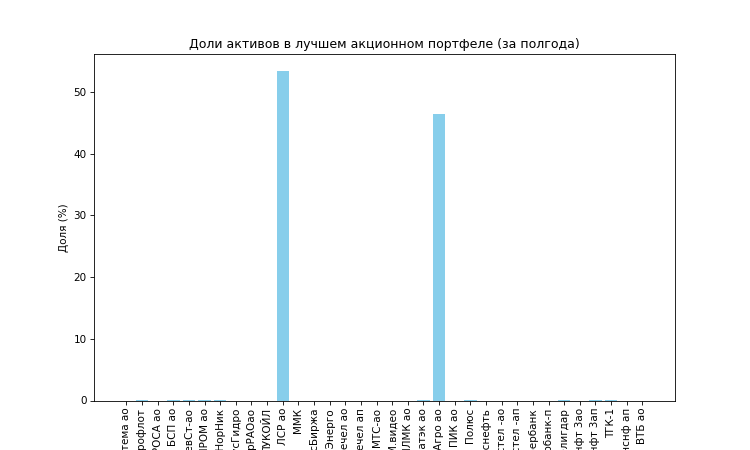 Доли активов в лучшем акционном портфеле (за полгода)
Доля (%)
50
40
30
20
10
0
тема ао
рофлот
РОСА ао
БСП ао
евСт-ао
ПРОМ ао
НорНик
сГидро
рРАОао
ЛУКОЙЛ
ЛСР ао
ММК
сБиржа
Энерго
ечел ао
ечел ап
МТС-ао
М.видео
ЛМК ао
атэк ао
Агро ао
ПИК ао
Полюс
снефть
стел -ао
стел -ап
ербанк
рбанк-п
лигдар
нфт 3ао
нфт 3ап
ТГК-1
нснф ап
ВТБ ао